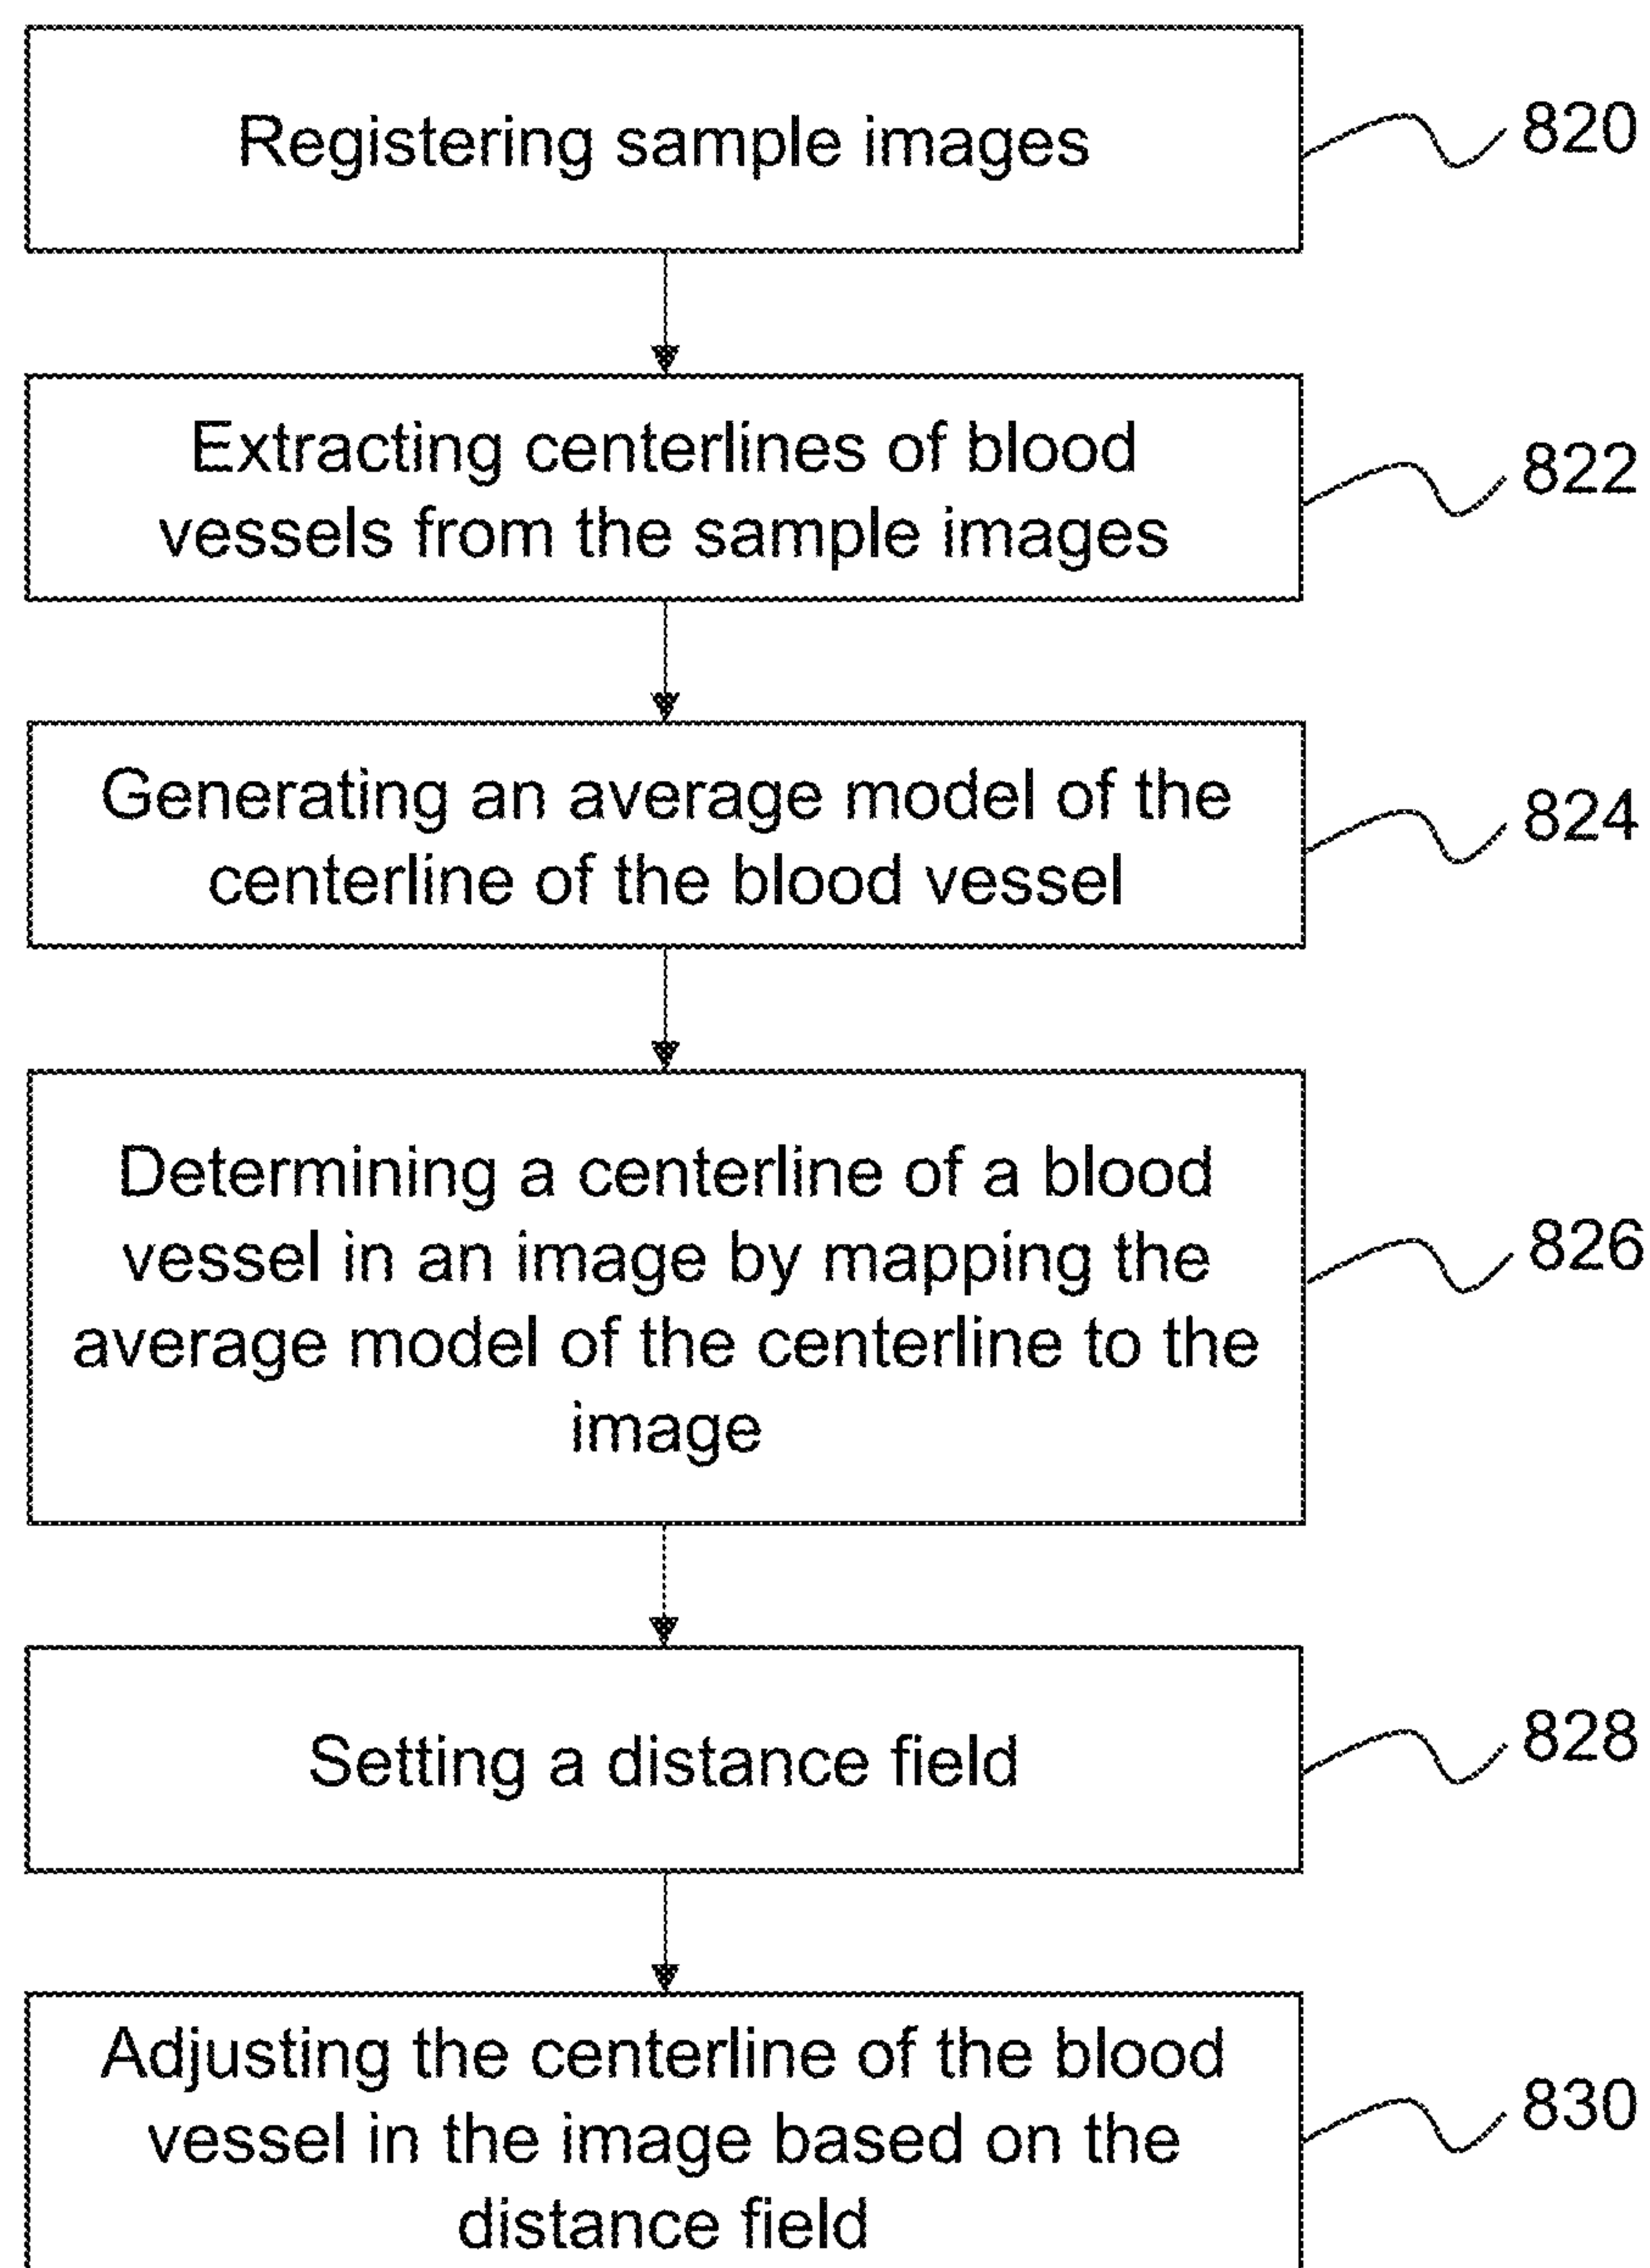 Registering sample images
820
Extracting centerlines of blood
vessels from the sample images
822
Generating an average model of the
centerline of the blood vessel
824
Determining a centerline of a blood
vessel in an image by mapping the
average model of the centerline to the
image
826
Setting a distance field
828
Adjusting the centerline of the blood
vessel in the image based on the
distance field
830